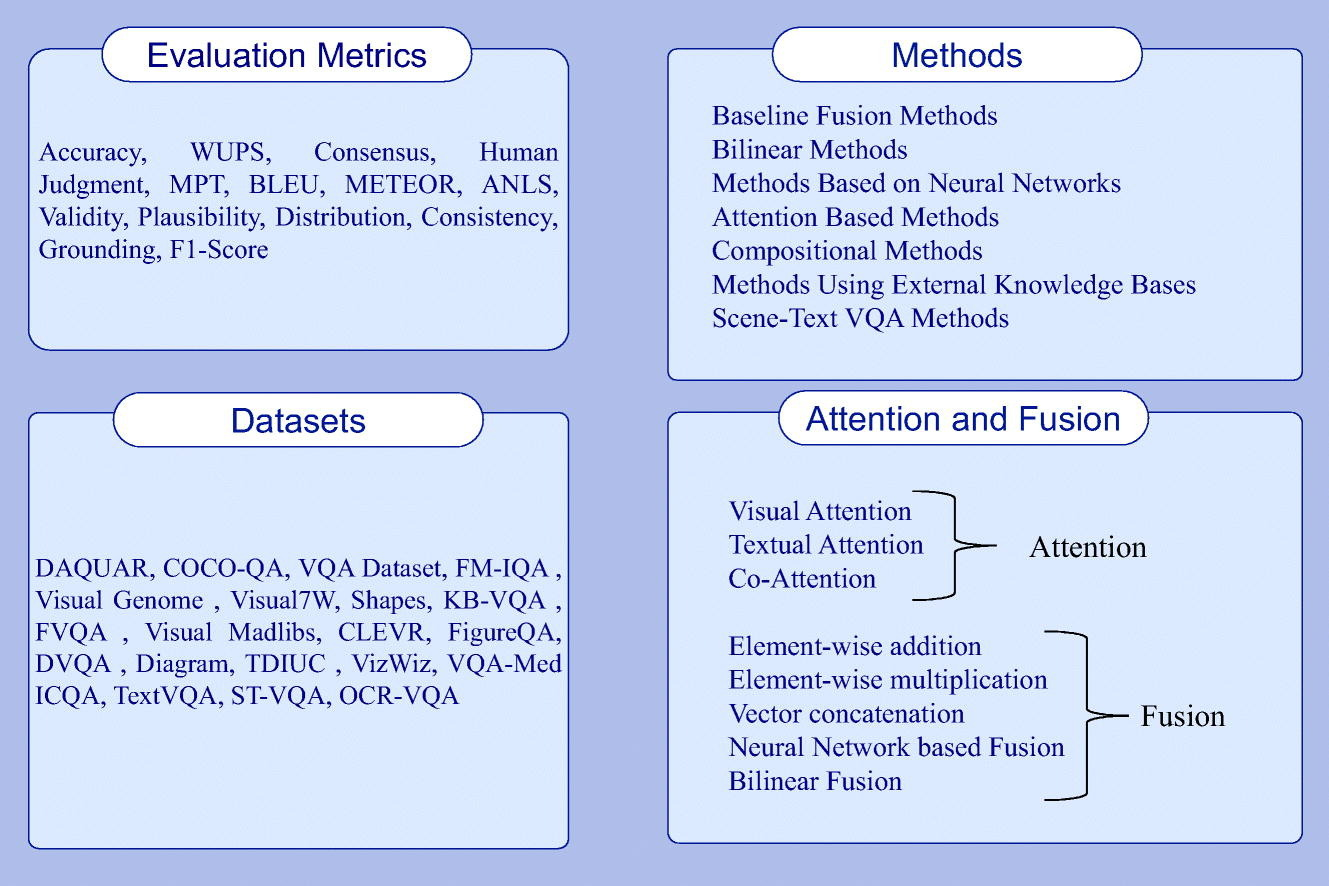 Evaluation Metrics
Accuracy, WUPS, Consensus, Human
Judgment, MPT, BLEU, METEOR, ANLS,
Validity, Plausibility, Distribution, Consistency,
Grounding, F1-Score
Methods
Baseline Fusion Methods
Bilinear Methods
Methods Based on Neural Networks
Attention Based Methods
Compositional Methods
Methods Using External Knowledge Bases
Scene-Text VQA Methods
Datasets
DAQUAR, COCO-QA, VQA Dataset, FM-IQA ,
Visual Genome , Visual7W, Shapes, KB-VQA ,
FVQA , Visual Madlibs, CLEVR, FigureQA,
DVQA , Diagram, TDIUC , VizWiz, VQA-Med
ICQA, TextVQA, ST-VQA, OCR-VQA
Attention and Fusion
Visual Attention
Textual Attention
Co-Attention
Attention
Element-wise addition
Element-wise multiplication
Vector concatenation
Neural Network based Fusion
Bilinear Fusion
Fusion